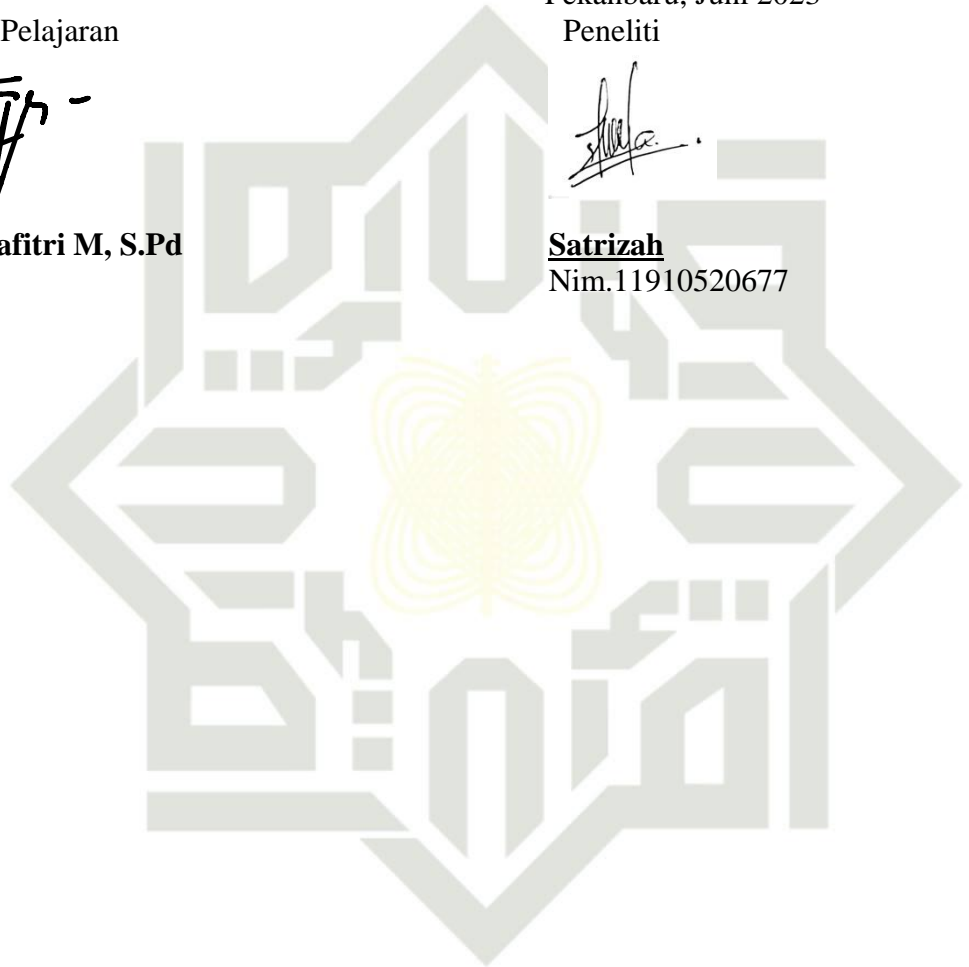 Pekanbaru, Juni 2023
Pelajaran
Peneliti
afitri M, S.Pd
Satrizah
Nim.11910520677